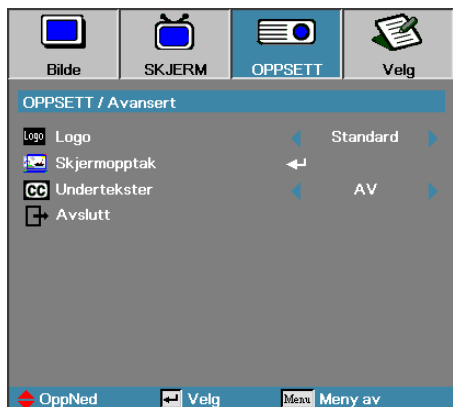 Bilde SKJERM OPPSETT Velg
OPPSETT / Avansert
Logo Logo Standard
Skjermopptak
CC Undertekster AV
Avslutt
OppNed Velg Menu Meny av